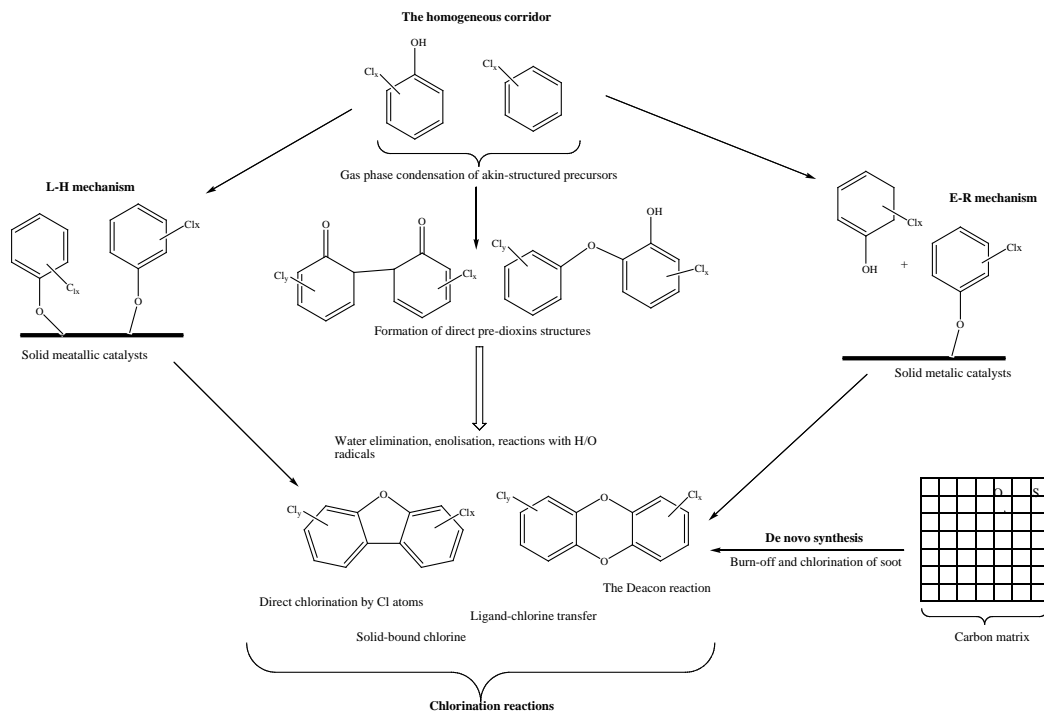 The homogeneous corridor
OH
Clx
Clx
Gas phase condensation of akin-structured precursors
L-H mechanism
Clx
Clx
O
O
Solid meatallic catalysts
E-R mechanism
Clx
OH
+
Clx
O
Solid metalic catalysts
O
O
Cly
Clx
OH
Cly
O
Clx
Formation of direct pre-dioxins structures
Water elimination, enolisation, reactions with H/O
radicals
Cly
O
Clx
Cly
O
Clx
O
De novo synthesis
Burn-off and chlorination of soot
O S
Carbon matrix
The Deacon reaction
Direct chlorination by Cl atoms
Ligand-chlorine transfer
Solid-bound chlorine
Chlorination reactions